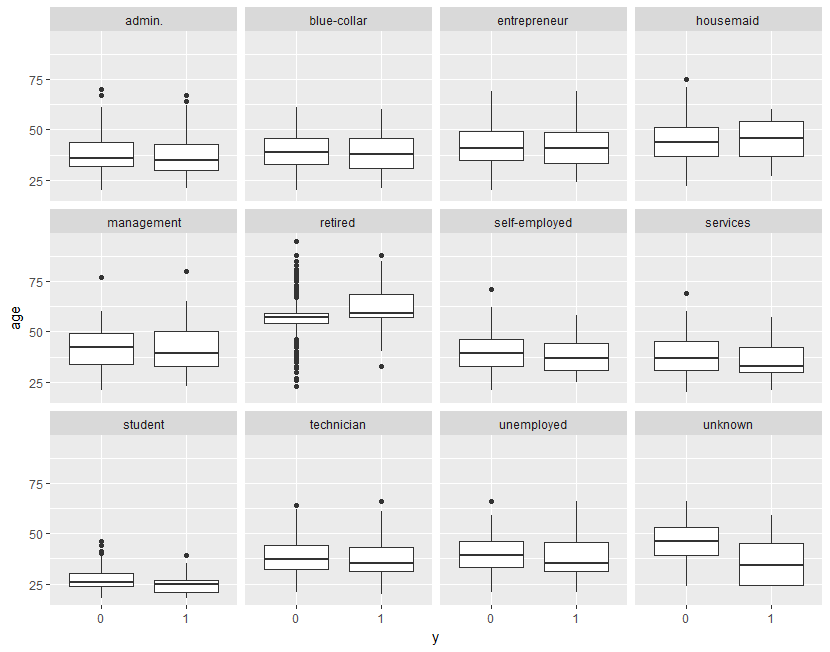 admin. blue-collar entrepreneur housemaid
75
50
25
management retired self-employed services
75
50
25
age
student technician unemployed unknown
75
50
25
0 1 0 1 0 1 0 1
y